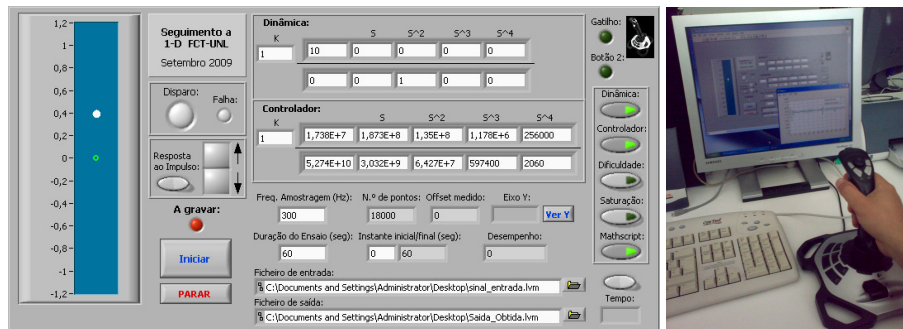 1,2-
1-
0,8-
0,6-
0,4-
0,2-
0-
-0,2-
-0,4-
-0,6-
-0,8-
-1-
-1,2-
Seguimento a
1-D FCT-UNL
Setembro 2009
Disparo:
Falha:
Resposta
ao Impulso:
A gravar:
Iniciar
PARAR
Dinâmica:
K S S^2 S^3 S^4
1 10 0 0 0 0
0 0 1 0 0
Controlador:
K S S^2 S^3 S^4
1 1,738E+7 1,873E+8 1,35E+8 1,178E+6 256000
5,274E+10 3,032E+9 6,427E+7 597400 2060
Freq. Amostragem (Hz): N.º de pontos: Offset medido: Eixo Y:
300 18000 0 Ver Y
Duração do Ensaio (seg): Instante inicial/final (seg): Desempenho:
60 0 60 0
Ficheiro de entrada:
C:\Documents and Settings\Administrator\Desktop\sinal_entrada.lvm
Ficheiro de saída:
C:\Documents and Settings\Administrator\Desktop\Saida_Obtida.lvm
Gatilho:
Botão 2:
Dinâmica:
Controlador:
Dificuldade:
Saturação:
Mathscript:
Tempo: